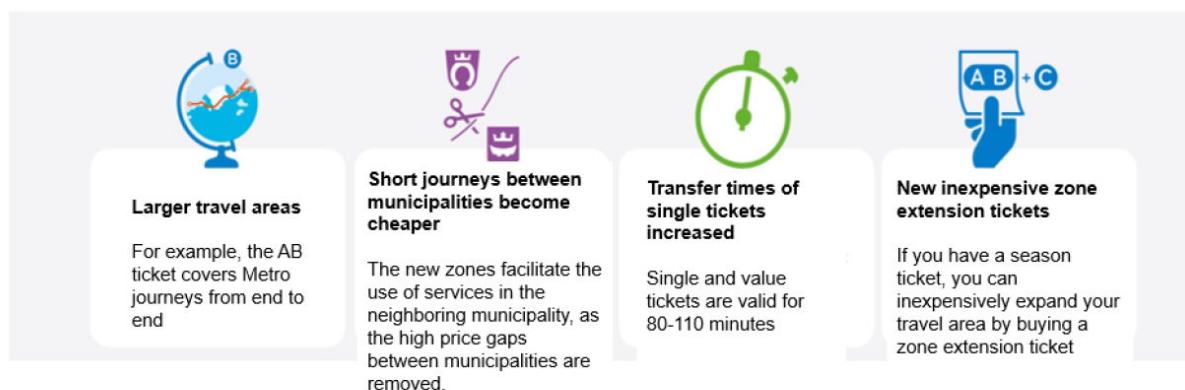 B
A B + C
Larger travel areas
For example, the AB
ticket covers Metro
journeys from end to
end
Short journeys between
municipalities become
cheaper
The new zones facilitate the
use of services in the
neighboring municipality, as
the high price gaps
between municipalities are
removed.
Transfer times of
single tickets
increased
Single and value
tickets are valid for
80-110 minutes
New inexpensive zone
extension tickets
If you have a season
ticket, you can
inexpensively expand your
travel area by buying a
zone extension ticket